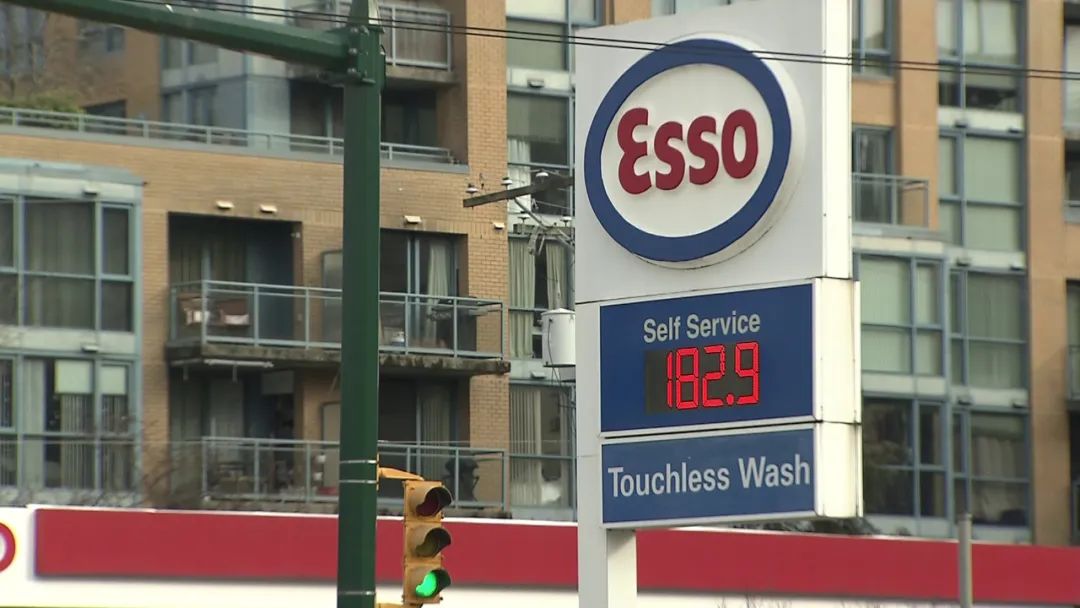 Esso
Self Service
182.9
Touchless Wash